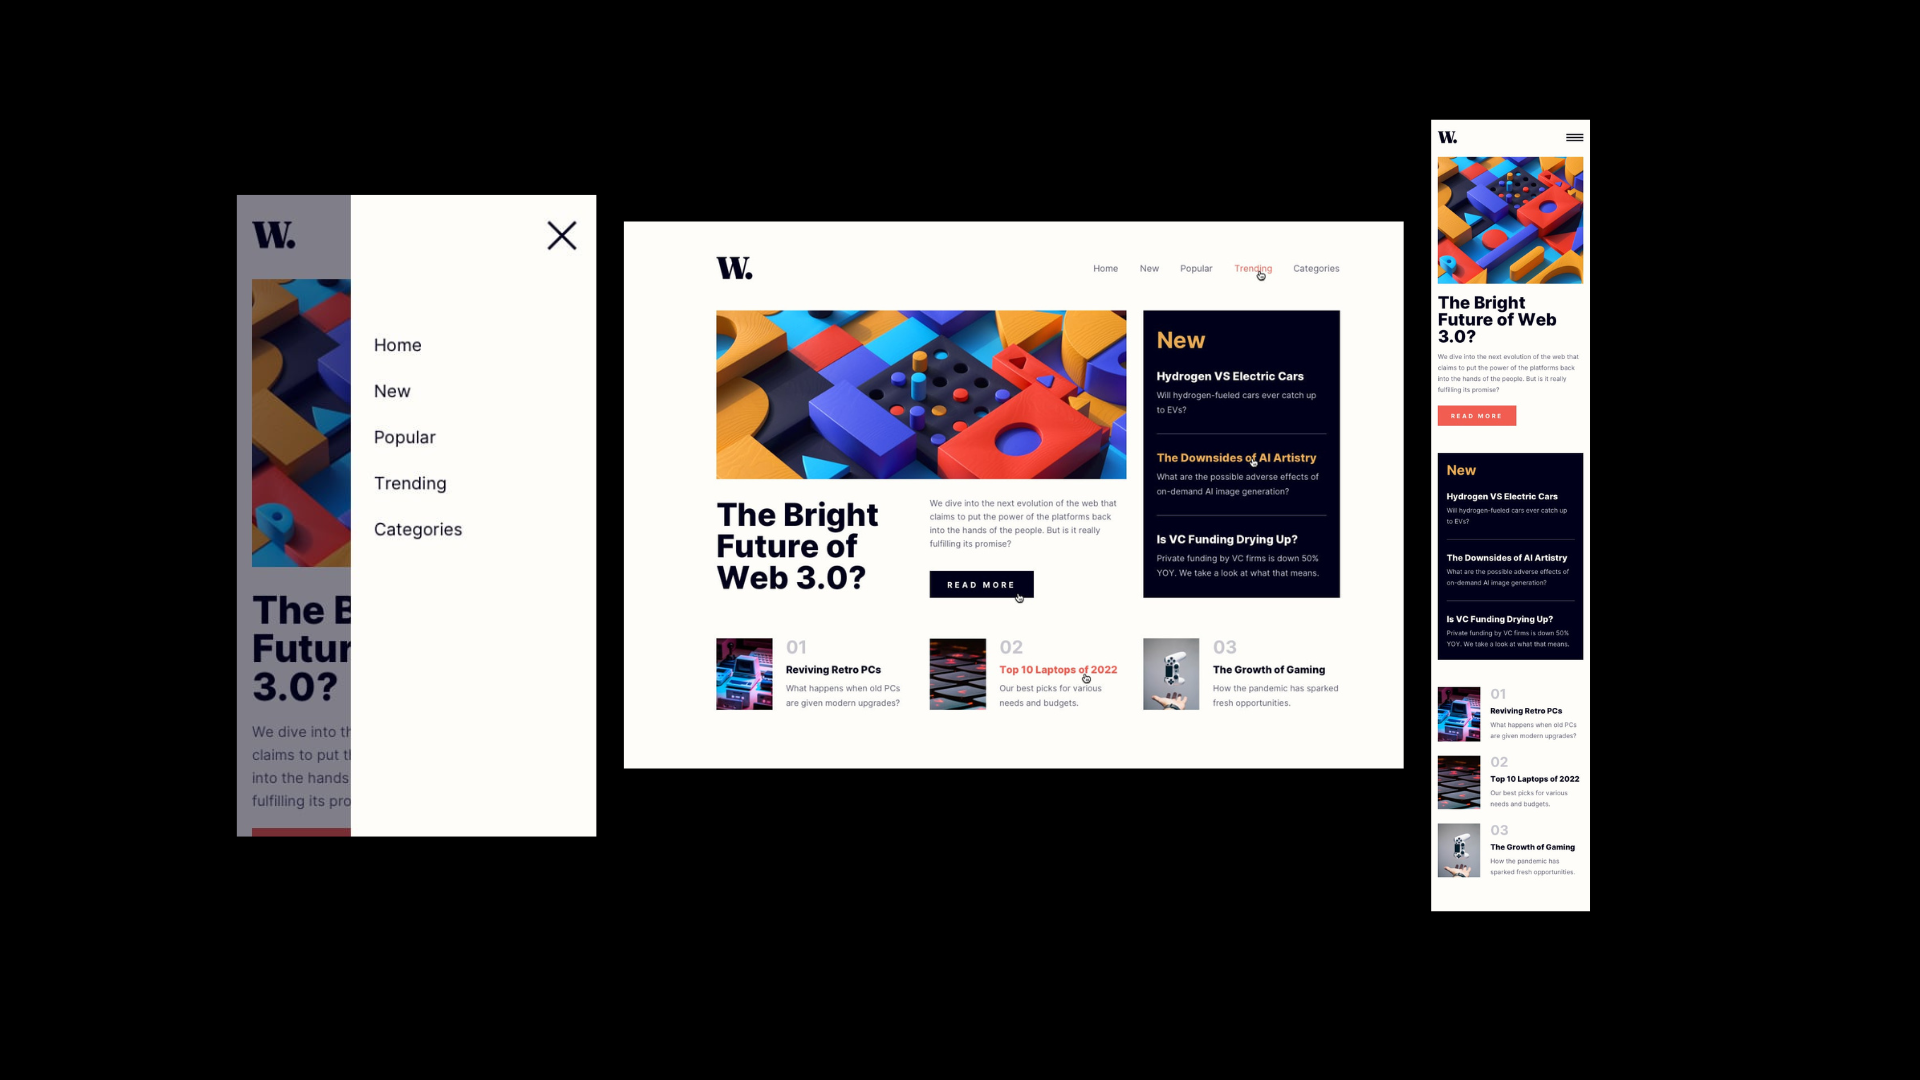 W.
Home
New
Popular
Trending
Categories
The B
Futur
3.0?
We dive into th
claims to put t
into the hands
fulfilling its pro
W.
Home New Popular Trending Categories
The Bright
Future of
Web 3.0?
We dive into the next evolution of the web that
claims to put the power of the platforms back
into the hands of the people. But is it really
fulfilling its promise?
READ MORE
New
Hydrogen VS Electric Cars
Will hydrogen-fueled cars ever catch up
to EVs?
The Downsides of AI Artistry
What are the possible adverse effects of
on-demand AI image generation?
Is VC Funding Drying Up?
Private funding by VC firms is down 50%
YOY. We take a look at what that means.
01
Reviving Retro PCs
What happens when old PCs
are given modern upgrades?
02
Top 10 Laptops of 2022
Our best picks for various
needs and budgets.
03
The Growth of Gaming
How the pandemic has sparked
fresh opportunities.
W.
The Bright
Future of Web
3.0?
We dive into the next evolution of the web that
claims to put the power of the platforms back
into the hands of the people. But is it really
fulfilling its promise?
READ MORE
New
Hydrogen VS Electric Cars
Will hydrogen-fueled cars ever catch up
to EVs?
The Downsides of AI Artistry
What are the possible adverse effects of
on-demand AI image generation?
Is VC Funding Drying Up?
Private funding by VC firms is down 50%
YOY. We take a look at what that means.
01
Reviving Retro PCs
What happens when old PCs
are given modern upgrades?
02
Top 10 Laptops of 2022
Our best picks for various
needs and budgets.
03
The Growth of Gaming
How the pandemic has
sparked fresh opportunities.